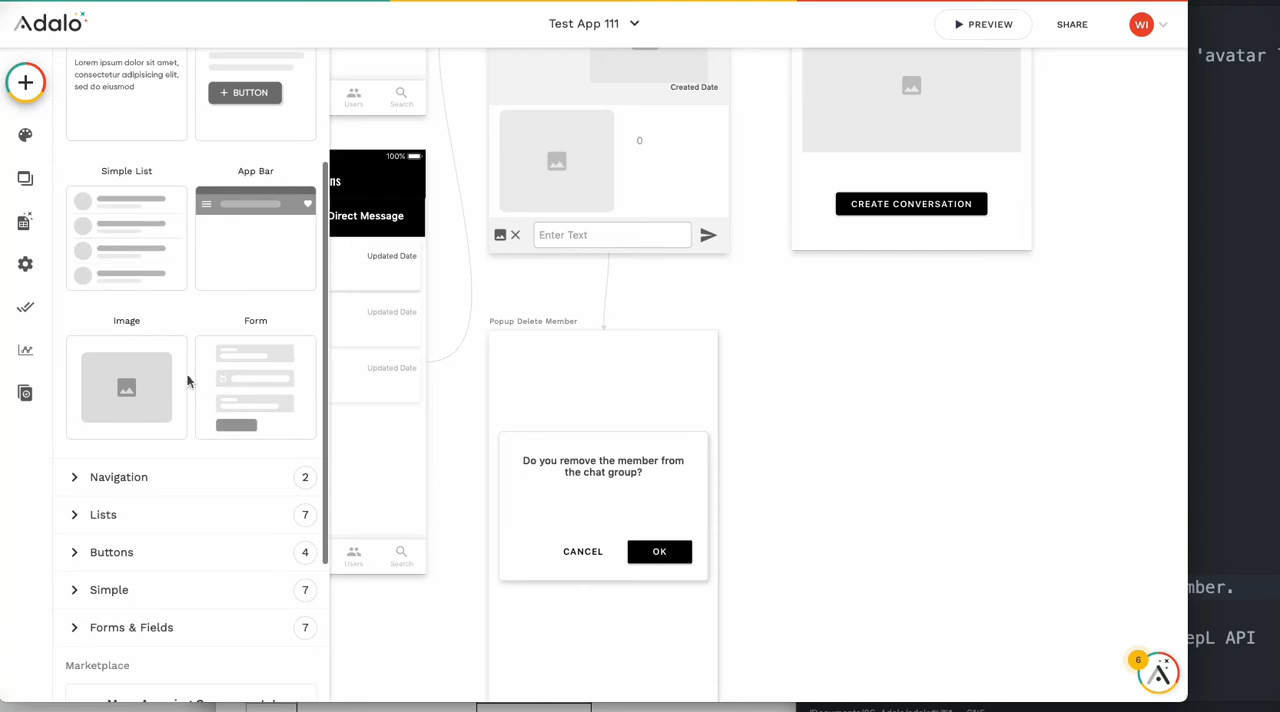 Adalo
Test App 111
PREVIEW
SHARE
WI
'avatar
Lorem ipsum dolor sit amet,
consectetur adipisicing elit,
sed do eiusmod
+ BUTTON
Simple List
App Bar
Image
Form
Navigation
2
Lists
7
Buttons
4
Simple
7
Forms & Fields
7
Marketplace
Users
Search
100%
ns
Direct Message
Updated Date
Updated Date
Updated Date
Users
Search
Created Date
0
Enter Text
CREATE CONVERSATION
Popup Delete Member
Do you remove the member from
the chat group?
CANCEL
OK
mber.
epL API
6